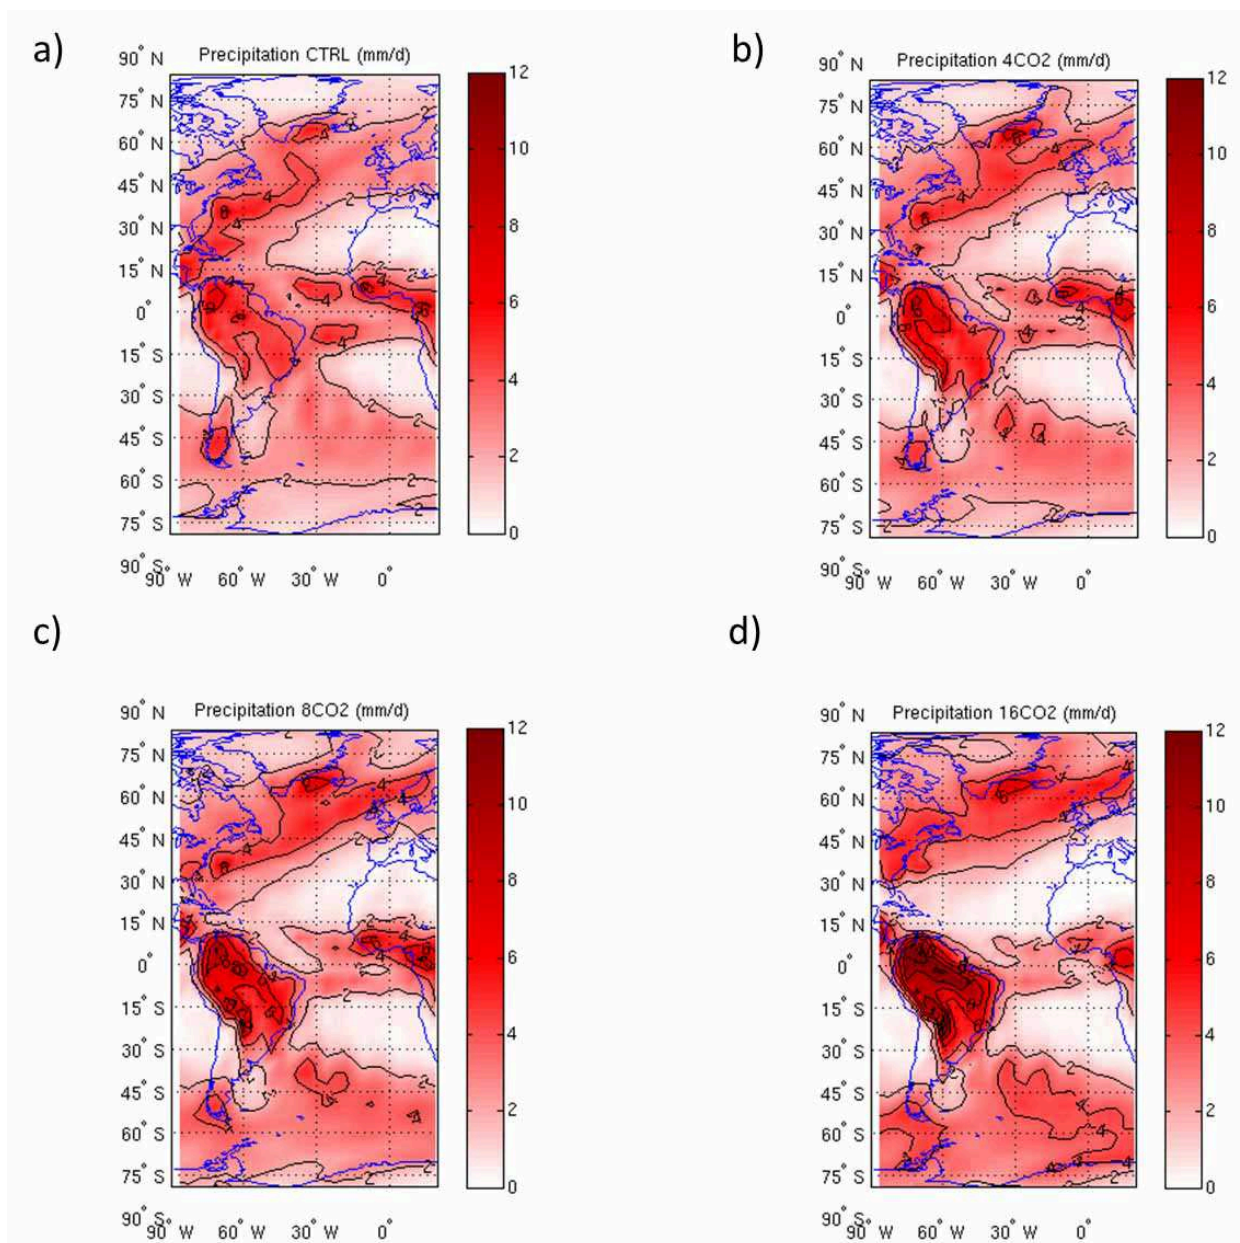 a)
Precipitation CTRL (mm/d)
90° N
75° N
60° N
45° N
30° N
15° N
0°
15° S
30° S
45° S
60° S
75° S
90° S
90° W 60° W 30° W 0°
12
10
8
6
4
2
0
b)
Precipitation 4CO2 (mm/d)
90° N
75° N
60° N
45° N
30° N
15° N
0°
15° S
30° S
45° S
60° S
75° S
90° S
90° W 60° W 30° W 0°
12
10
8
6
4
2
0
c)
Precipitation 8CO2 (mm/d)
90° N
75° N
60° N
45° N
30° N
15° N
0°
15° S
30° S
45° S
60° S
75° S
90° S
90° W 60° W 30° W 0°
12
10
8
6
4
2
0
d)
Precipitation 16CO2 (mm/d)
90° N
75° N
60° N
45° N
30° N
15° N
0°
15° S
30° S
45° S
60° S
75° S
90° S
90° W 60° W 30° W 0°
12
10
8
6
4
2
0